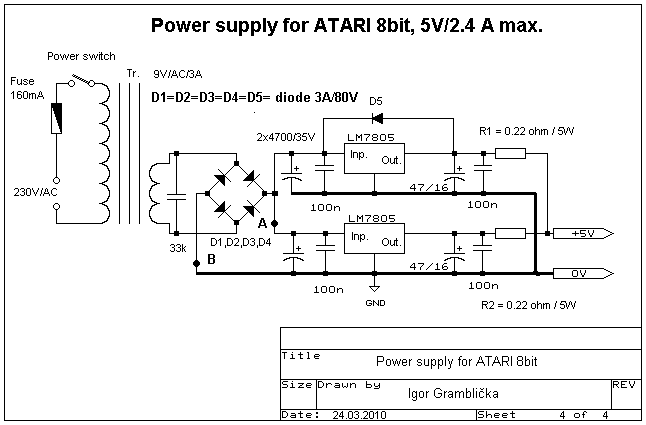 Power supply for ATARI 8bit, 5V/2.4 A max.
Power switch
Fuse
160mA
Tr.
9V/AC/3A
D1=D2=D3=D4=D5= diode 3A/80V
D5
2x4700/35V
LM7805
Inp.
Out.
R1 = 0.22 ohm / 5W
230V/AC
100n
47/16
100n
33k
D1,D2,D3,D4
A
B
LM7805
Inp.
Out.
+5V
0V
100n
47/16
100n
GND
R2 = 0.22 ohm / 5W
Title
Power supply for ATARI 8bit
Size
Drawn by
REV
Igor Gramblička
Date:
24.03.2010
Sheet
4 of 4